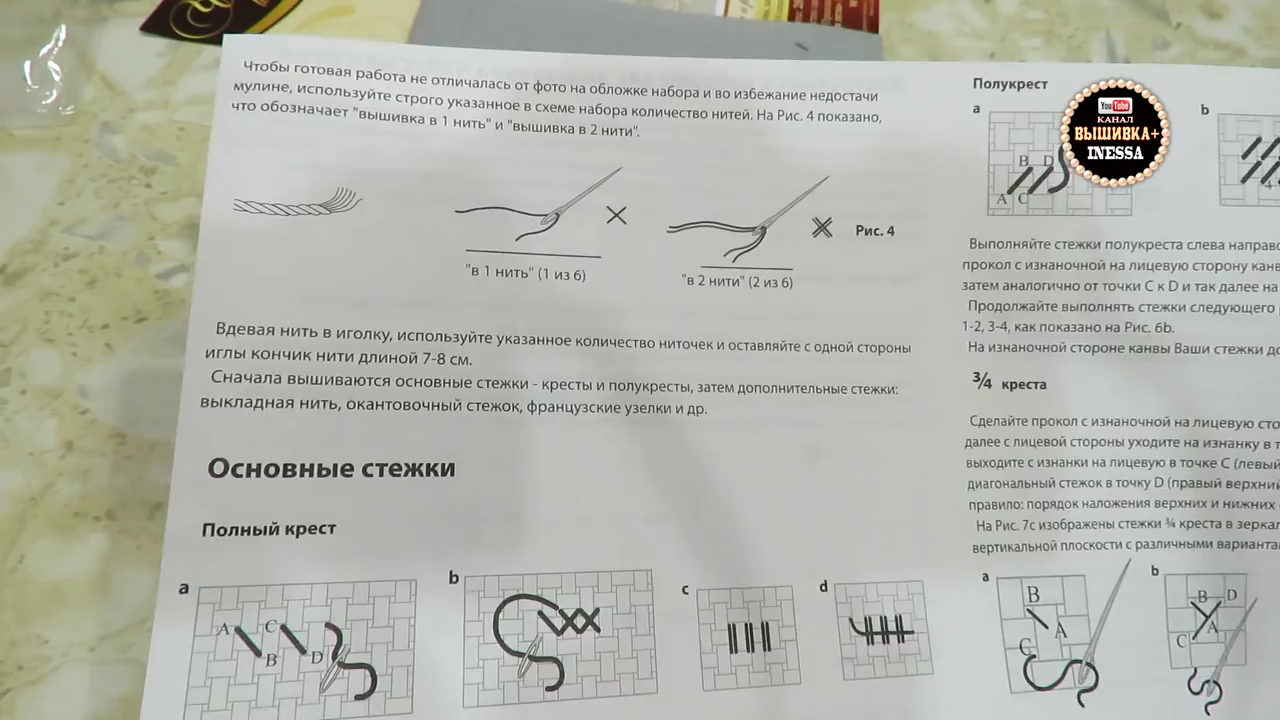 Чтобы готовая работа не отличалась от фото на обложке набора и во избежание недостачи
мулине, используйте строго указанное в схеме набора количество нитей. На Рис. 4 показано,
что обозначает "вышивка в 1 нить" и "вышивка в 2 нити".
"в 1 нить" (1 из 6)
"в 2 нити" (2 из 6)
Рис. 4
Вдевая нить в иголку, используйте указанное количество ниточек и оставляйте с одной стороны
иглы кончик нити длиной 7-8 см.
Сначала вышиваются основные стежки - кресты и полукресты, затем дополнительные стежки:
выкладная нить, окантовочный стежок, французские узелки и др.
Основные стежки
Полный крест
a
A
B
C
D
b
c
d
Полукрест
a
B D
A C
b
You Tube
КАНАЛ
ВЫШИВКА+
INESSA
Выполняйте стежки полукреста слева направо
прокол с изнаночной на лицевую сторону
затем аналогично от точки C к D и так далее на
Продолжайте выполнять стежки следующего
1-2, 3-4, как показано на Рис. 6b.
На изнаночной стороне канвы Ваши стежки
¾ креста
Сделайте прокол с изнаночной на лицевую
далее с лицевой стороны уходите на изнанку в
выходите с изнанки на лицевую в точке C (левый
диагональный стежок в точку D (правый верхний
правило: порядок наложения верхних и нижних
На Рис. 7c изображены стежки ¾ креста в
вертикальной плоскости с различными
a
B
A
C
b
B D
A
C